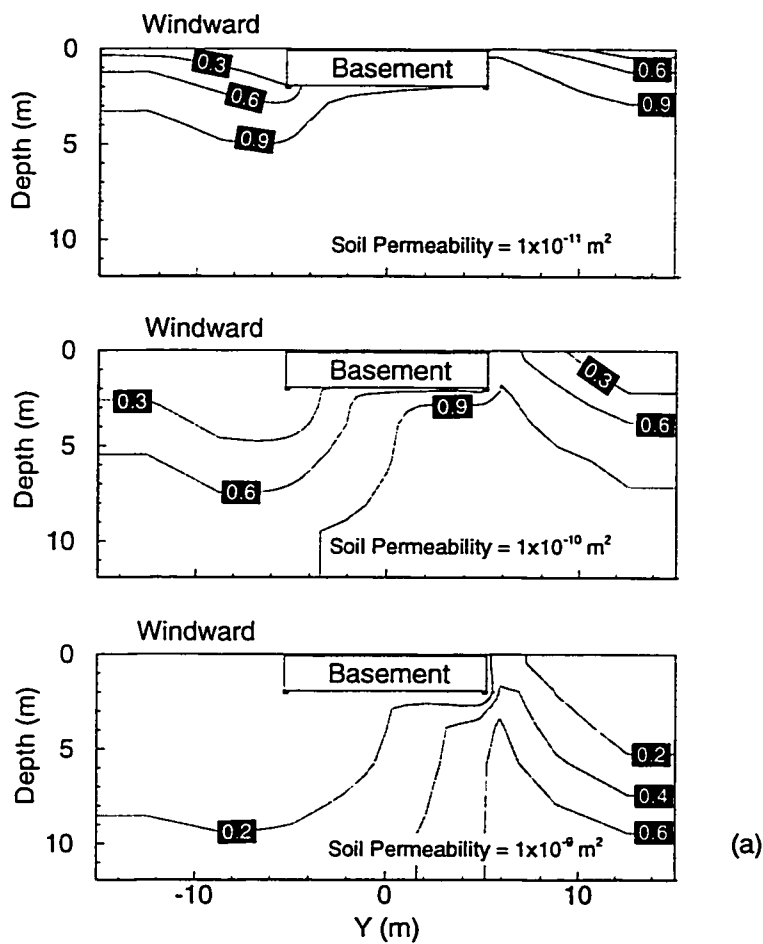 Windward
0
0.3
Basement
0.6
0.6
0.9
0.9
5
10
Depth (m)
Soil Permeability = 1x10⁻¹¹ m²
Windward
0
Basement
0.3
0.3
0.9
0.6
5
0.6
10
Depth (m)
Soil Permeability = 1x10⁻¹⁰ m²
Windward
0
Basement
5
0.2
0.4
0.2
0.6
10
Depth (m)
Soil Permeability = 1x10⁻⁹ m²
(a)
-10
0
10
Y (m)